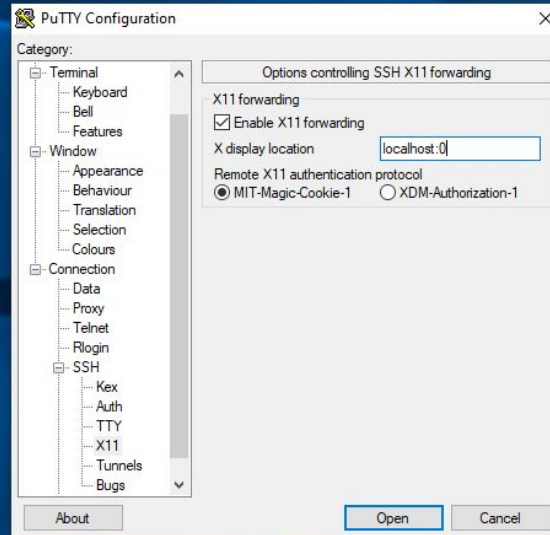 PuTTY Configuration
Category:
Terminal
Keyboard
Bell
Features
Window
Appearance
Behaviour
Translation
Selection
Colours
Connection
Data
Proxy
Telnet
Rlogin
SSH
Kex
Auth
TTY
X11
Tunnels
Bugs
Options controlling SSH X11 forwarding
X11 forwarding
Enable X11 forwarding
X display location localhost:0
Remote X11 authentication protocol
MIT-Magic-Cookie-1 XDM-Authorization-1
About Open Cancel